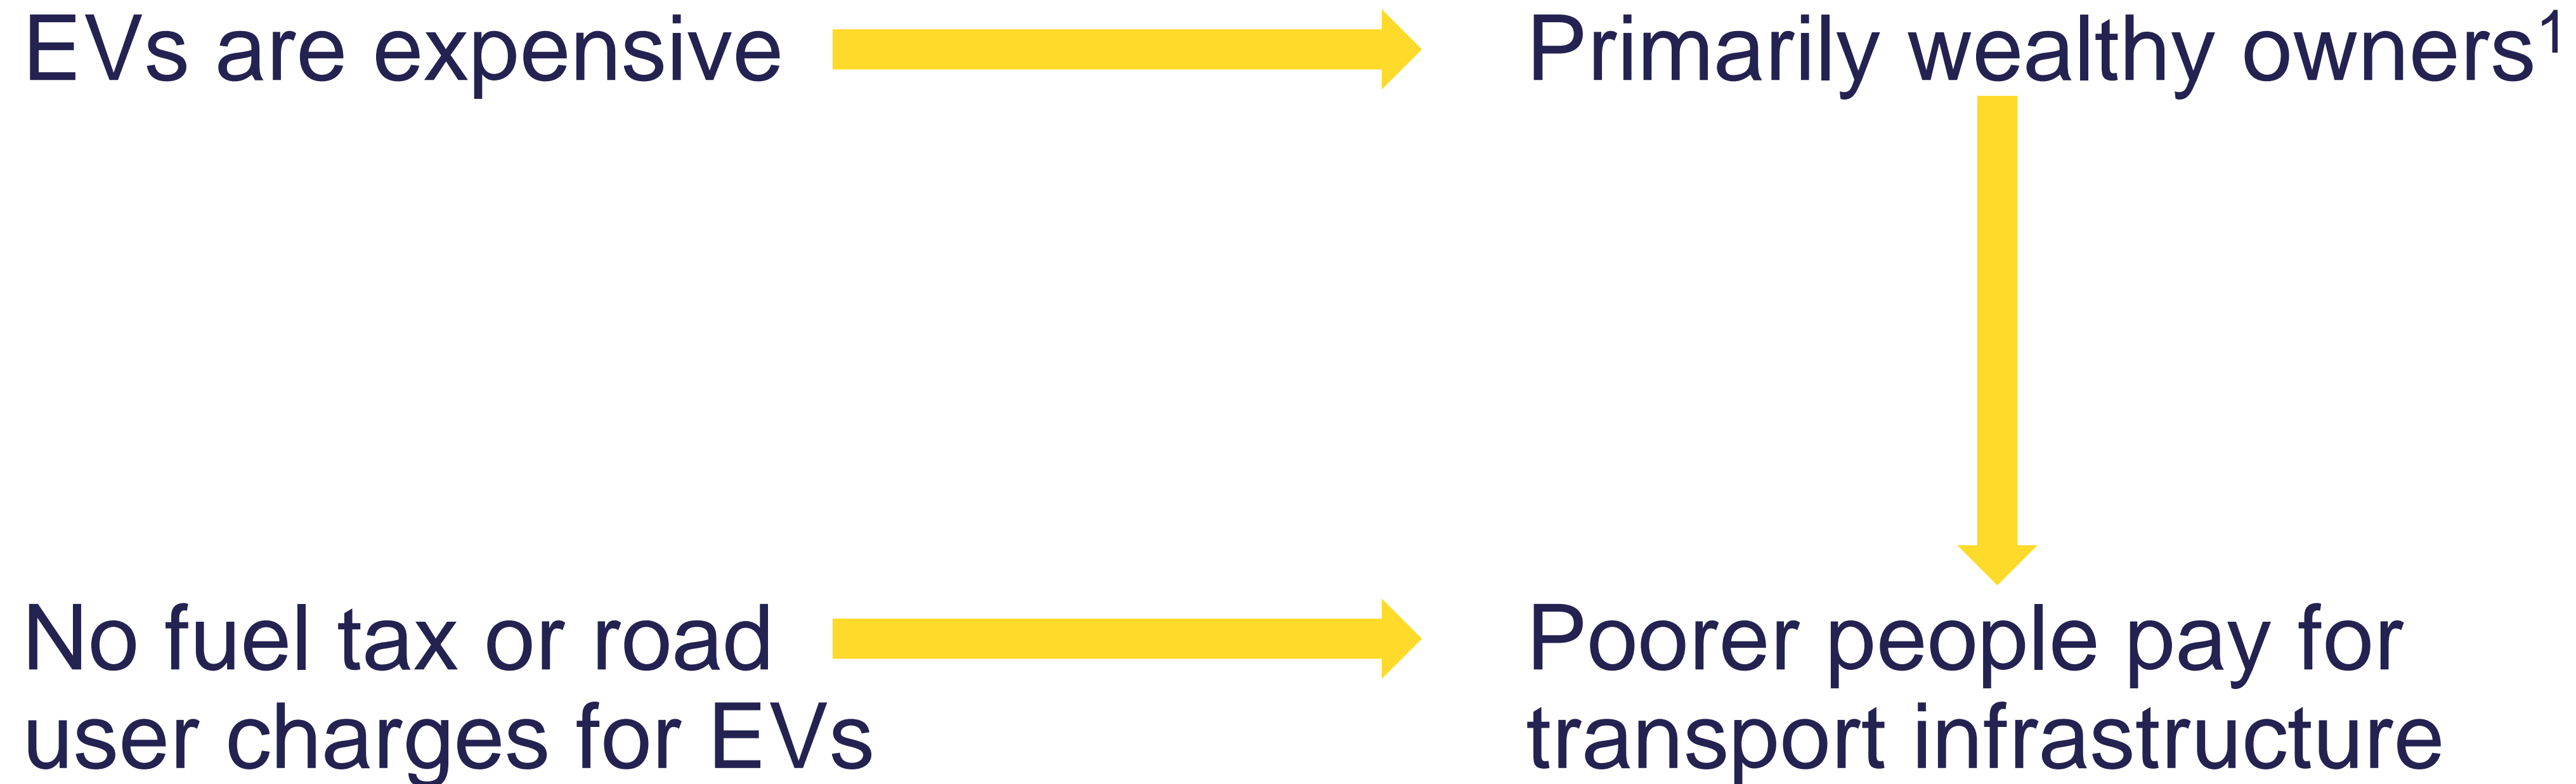 EVs are expensive
Primarily wealthy owners¹
No fuel tax or road
user charges for EVs
Poorer people pay for
transport infrastructure